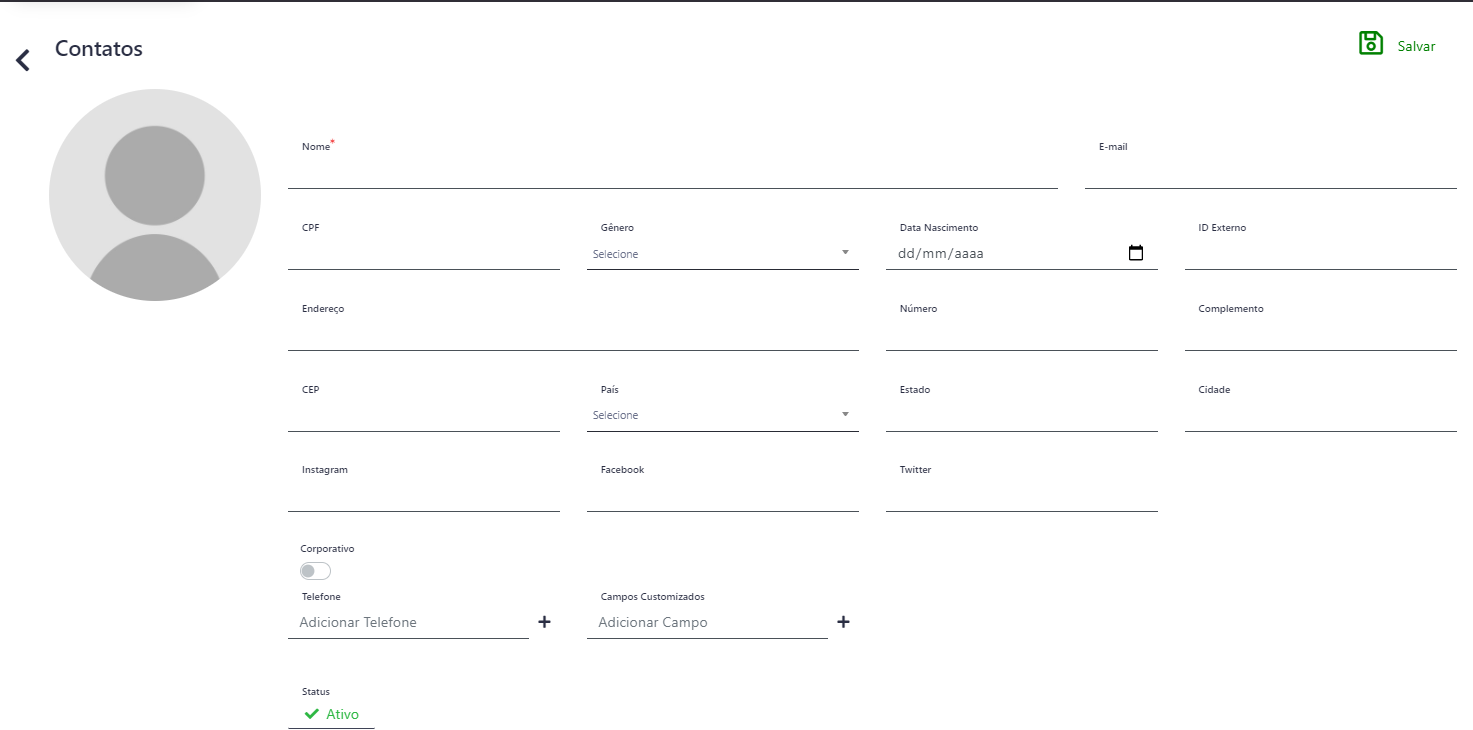 Contatos
Salvar
Nome*
E-mail
CPF
Gênero
Data Nascimento
ID Externo
Selecione
dd/mm/aaaa
Endereço
Número
Complemento
CEP
País
Estado
Cidade
Selecione
Instagram
Facebook
Twitter
Corporativo
Telefone
Campos Customizados
Adicionar Telefone
Adicionar Campo
Status
Ativo